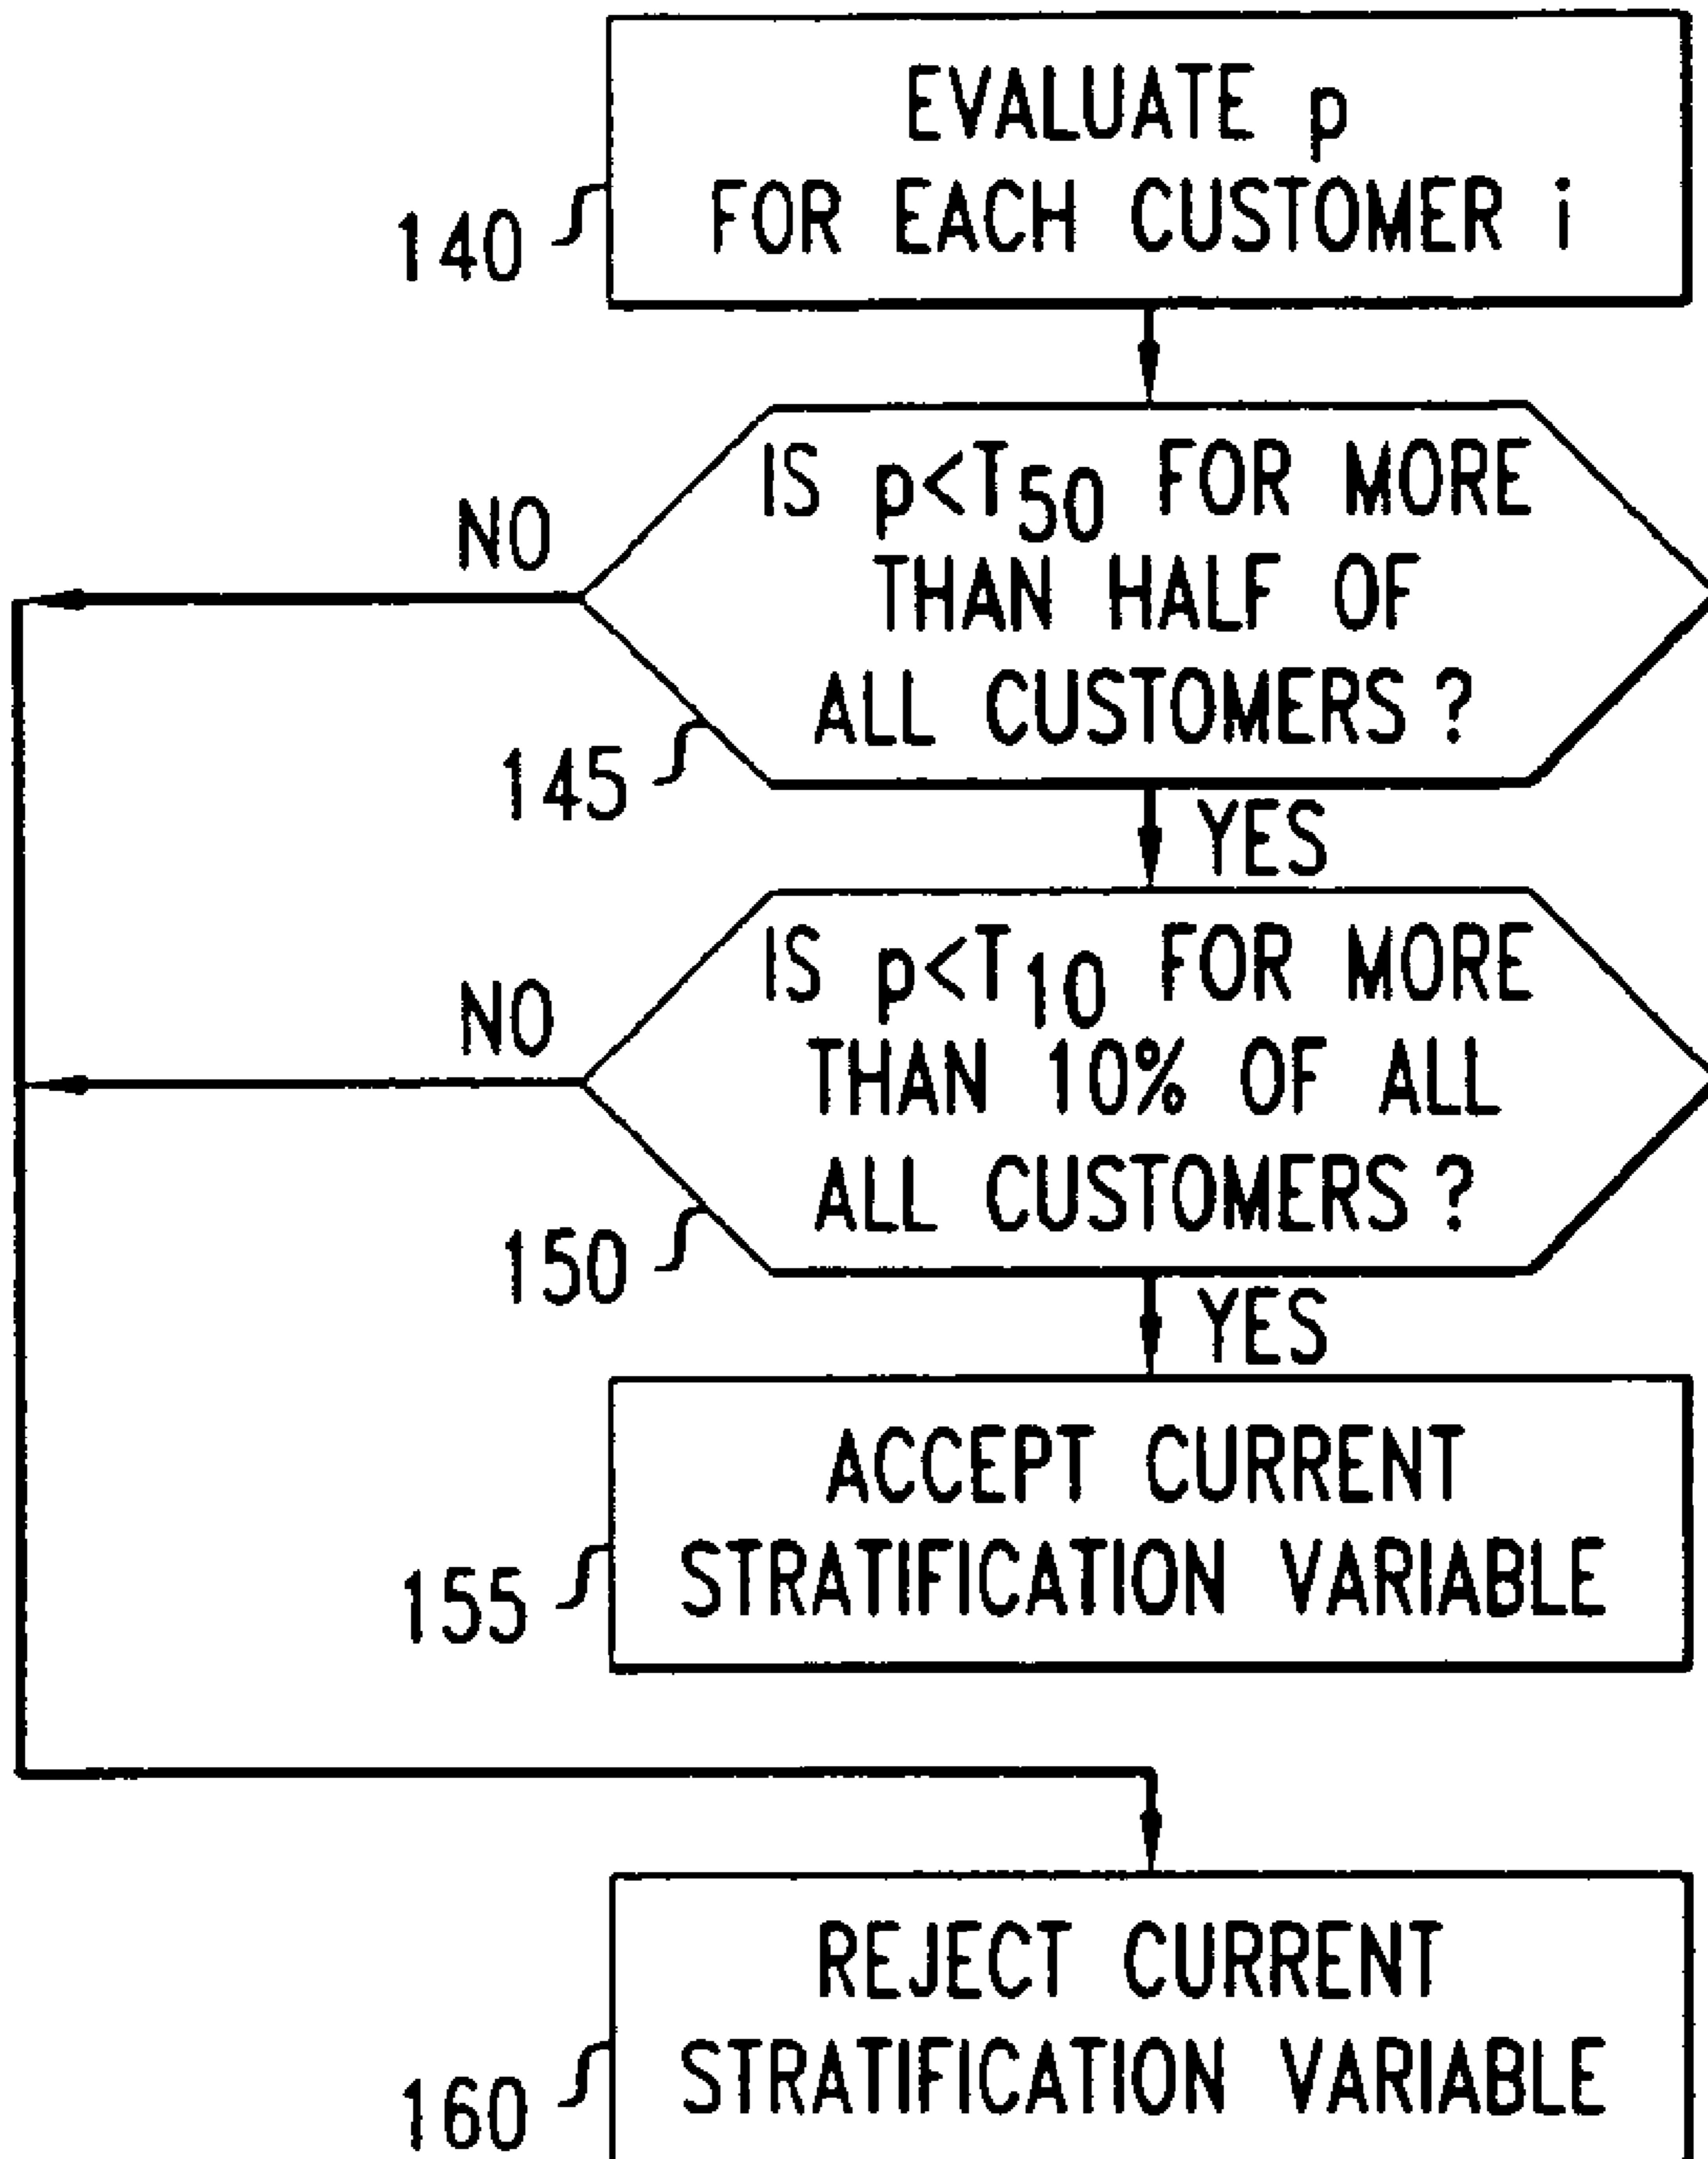 EVALUATE p
FOR EACH CUSTOMER i
140
IS p<T50 FOR MORE
THAN HALF OF
ALL CUSTOMERS ?
NO
145
YES
IS p<T10 FOR MORE
THAN 10% OF ALL
ALL CUSTOMERS ?
NO
150
YES
ACCEPT CURRENT
STRATIFICATION VARIABLE
155
REJECT CURRENT
STRATIFICATION VARIABLE
160